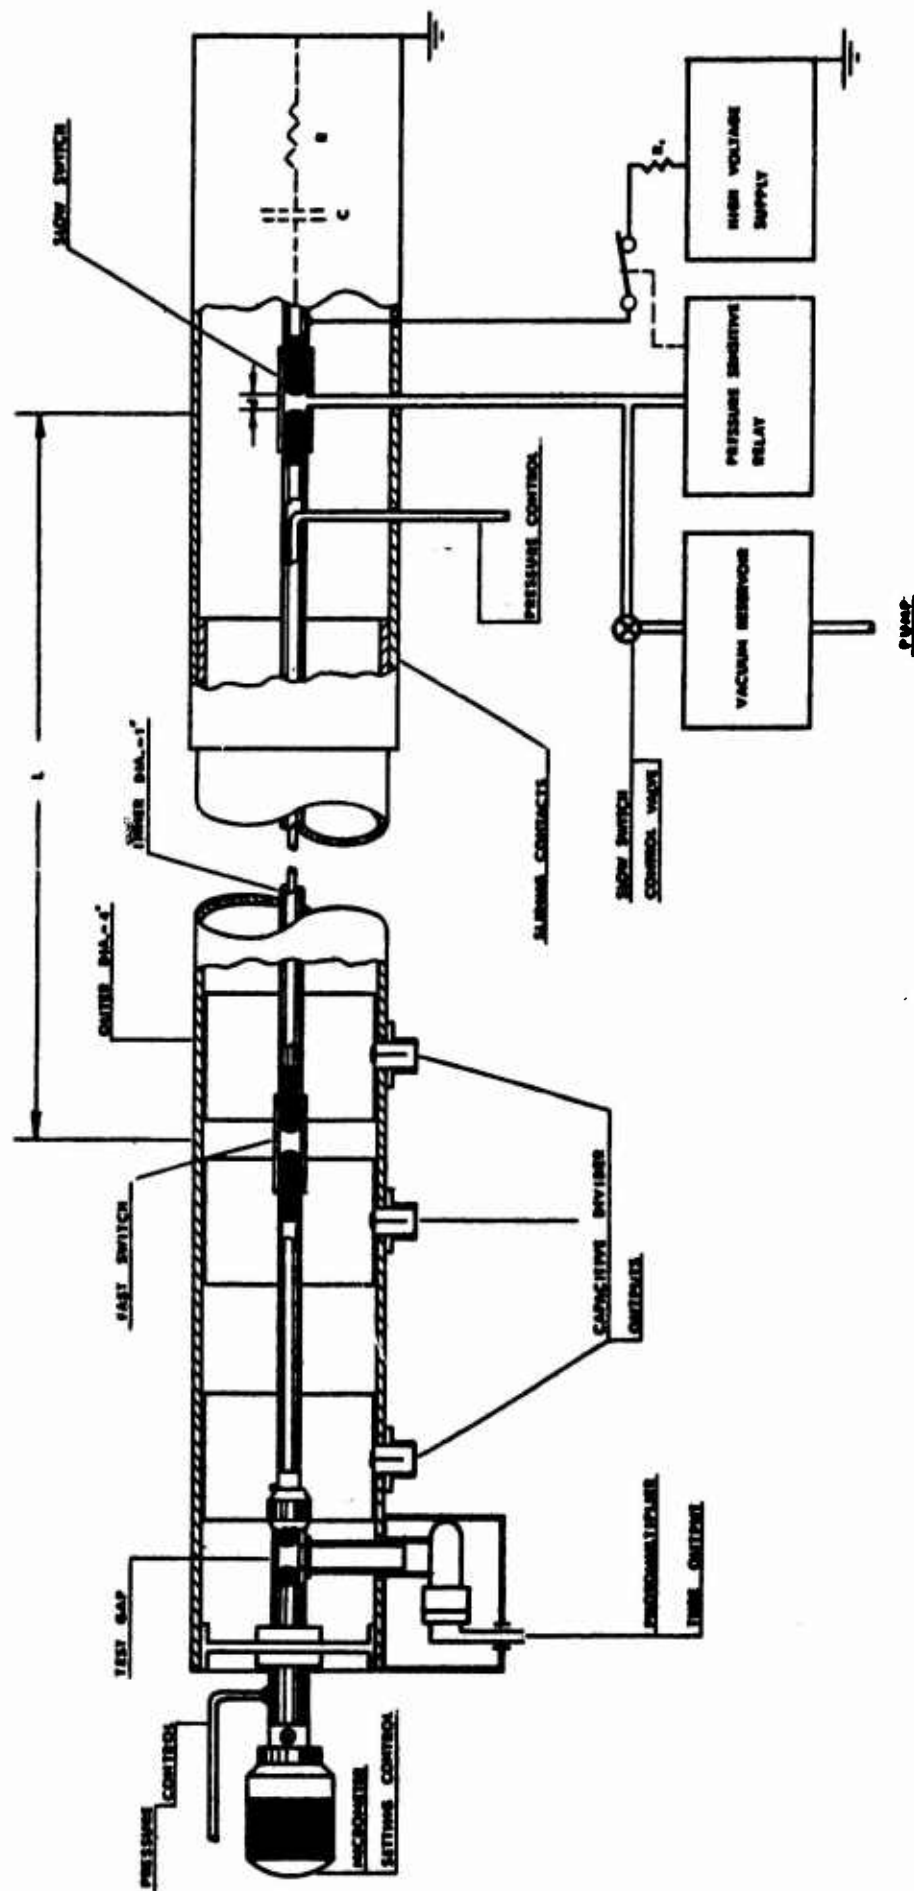 SLOW SWITCH
L
R
C
d
OUTER DIA.=4"
INNER DIA.=1"
FAST SWITCH
TEST GAP
PRESSURE
CONTROL
MICROMETER
SETTING CONTROL
PHOTOMULTIPLIER
TUBE OUTPUT
CAPACITIVE DIVIDER
OUTPUTS
SLIDING CONTACTS
PRESSURE CONTROL
SLOW SWITCH
CONTROL VALVE
VACUUM RESERVOIR
PUMP
PRESSURE SENSITIVE
RELAY
HIGH VOLTAGE
SUPPLY